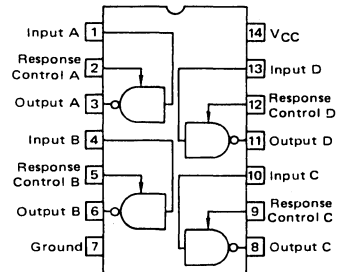 Input A 1
Response Control A 2
Output A 3
Input B 4
Response Control B 5
Output B 6
Ground 7
14 VCC
13 Input D
12 Response Control D
11 Output D
10 Input C
9 Response Control C
8 Output C